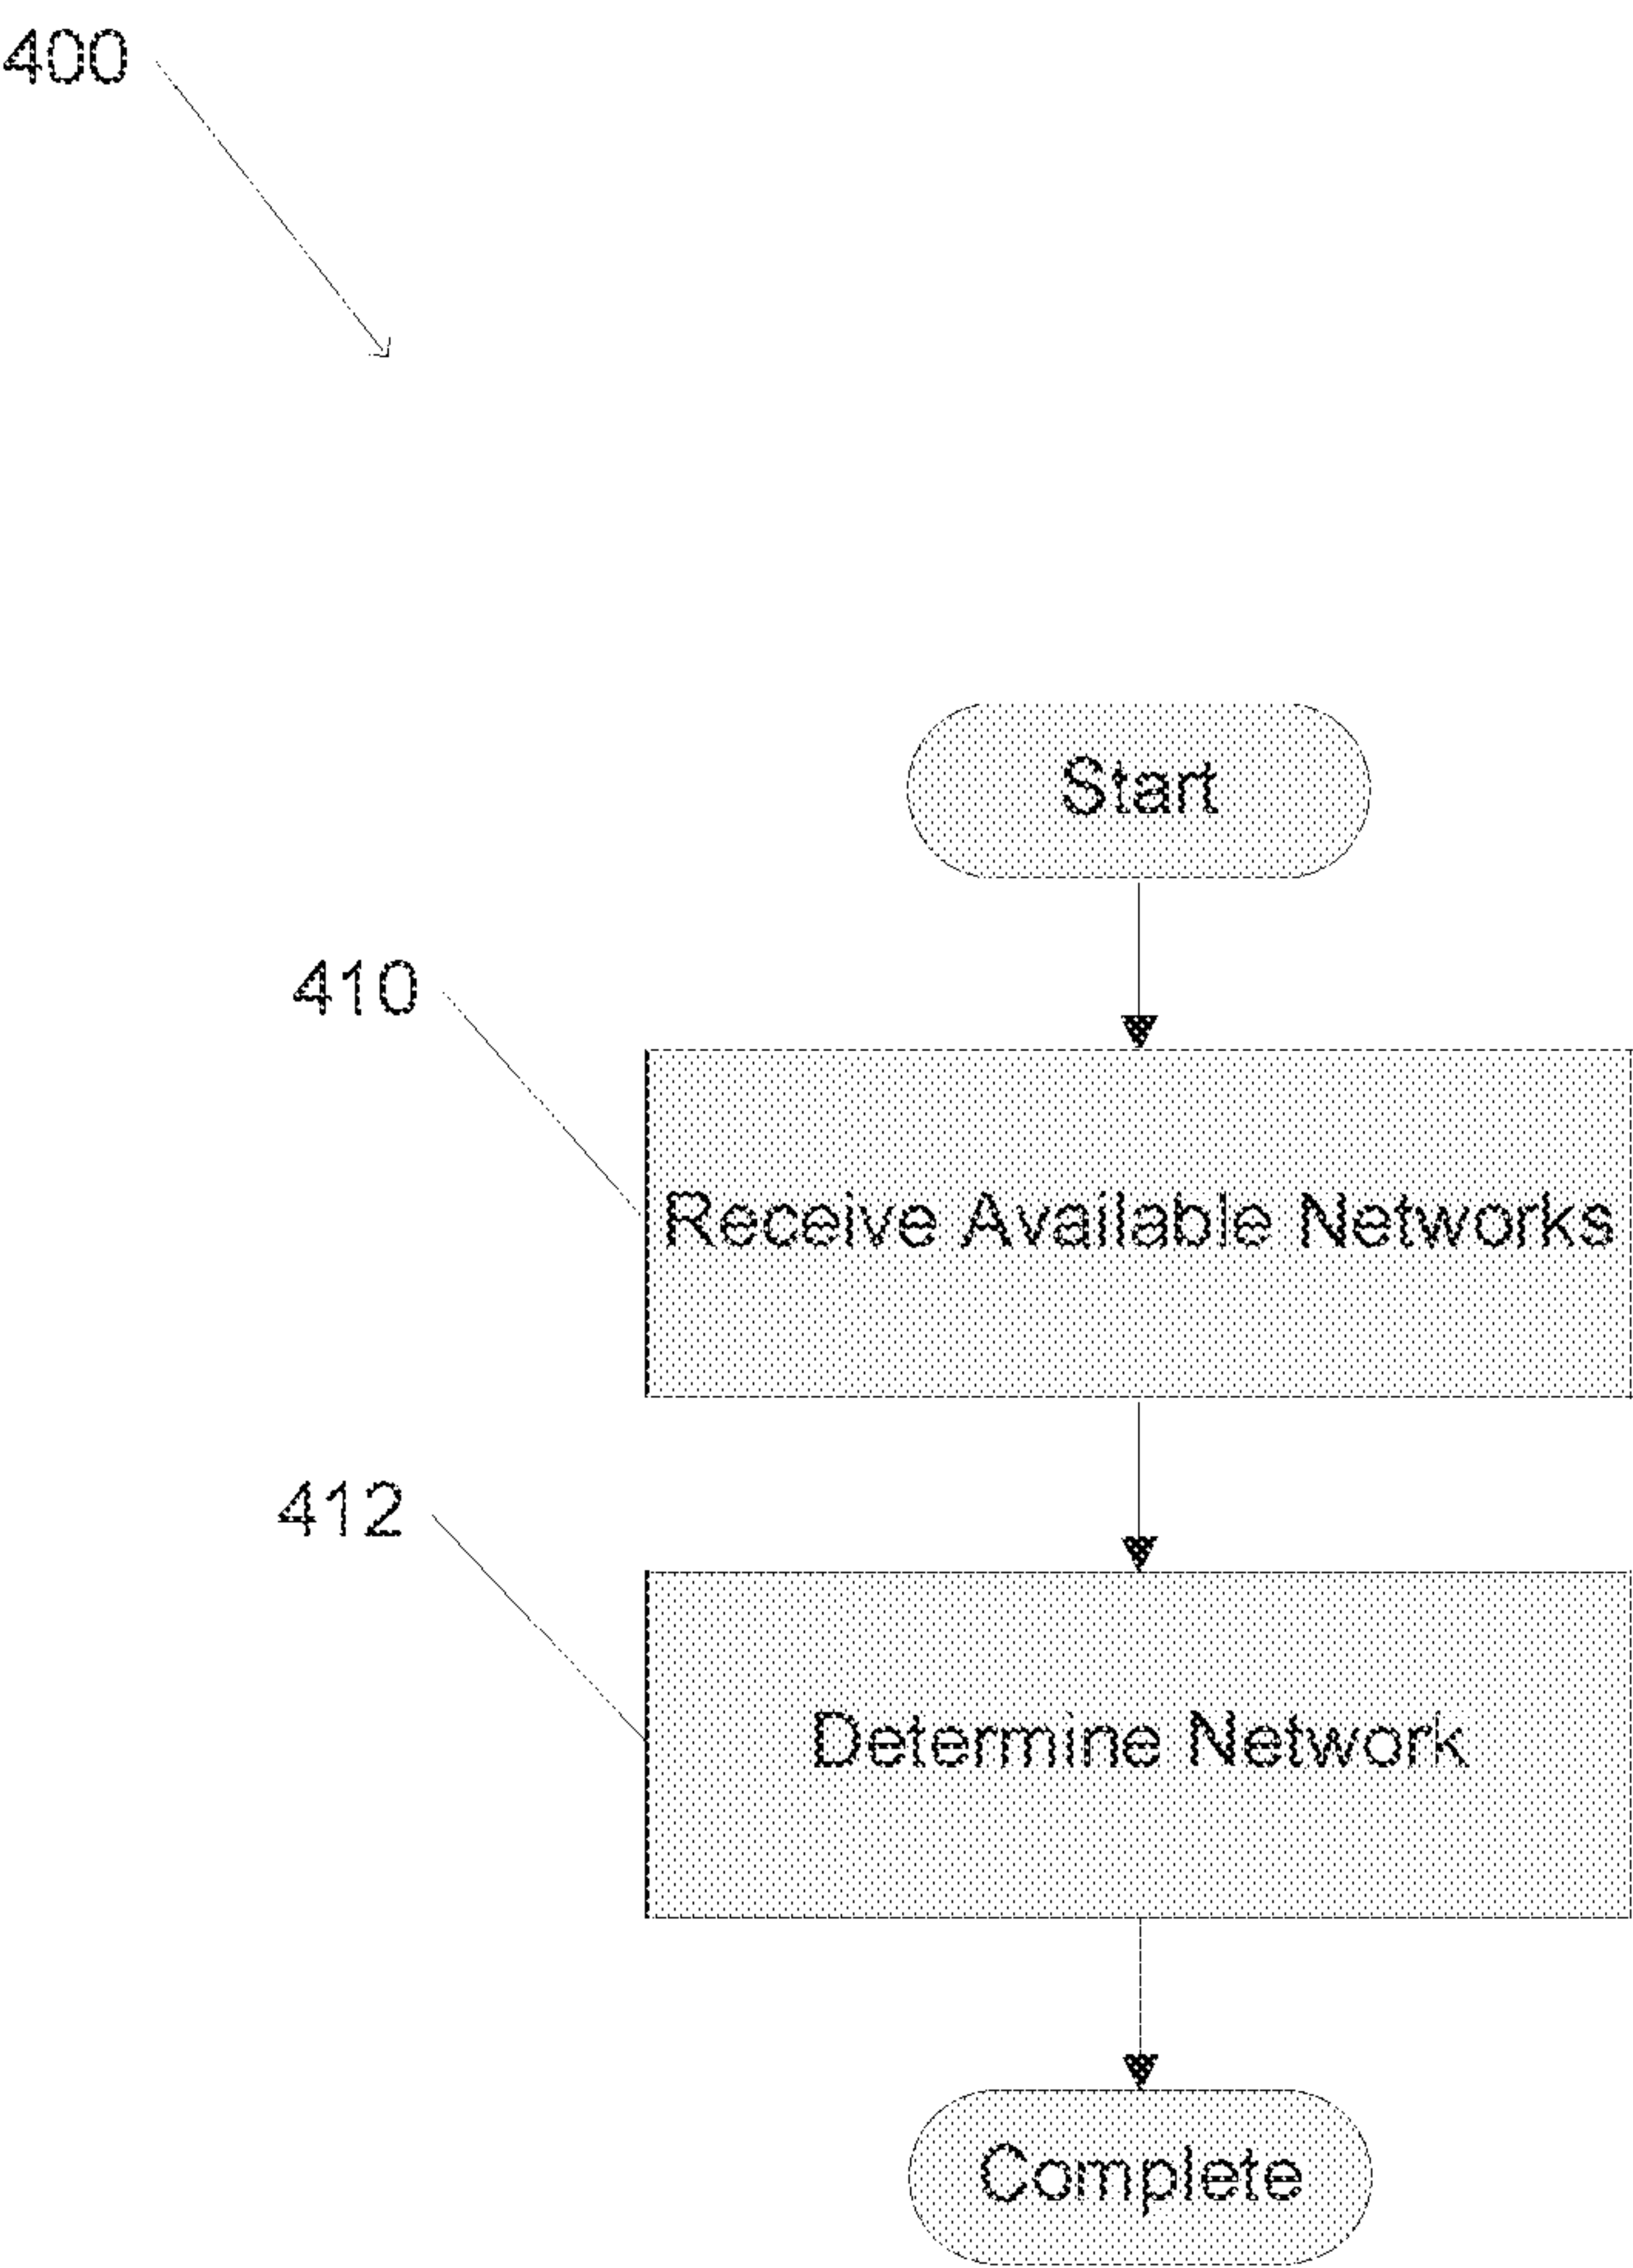 400
Start
410
Receive Available Networks
412
Determine Network
Complete